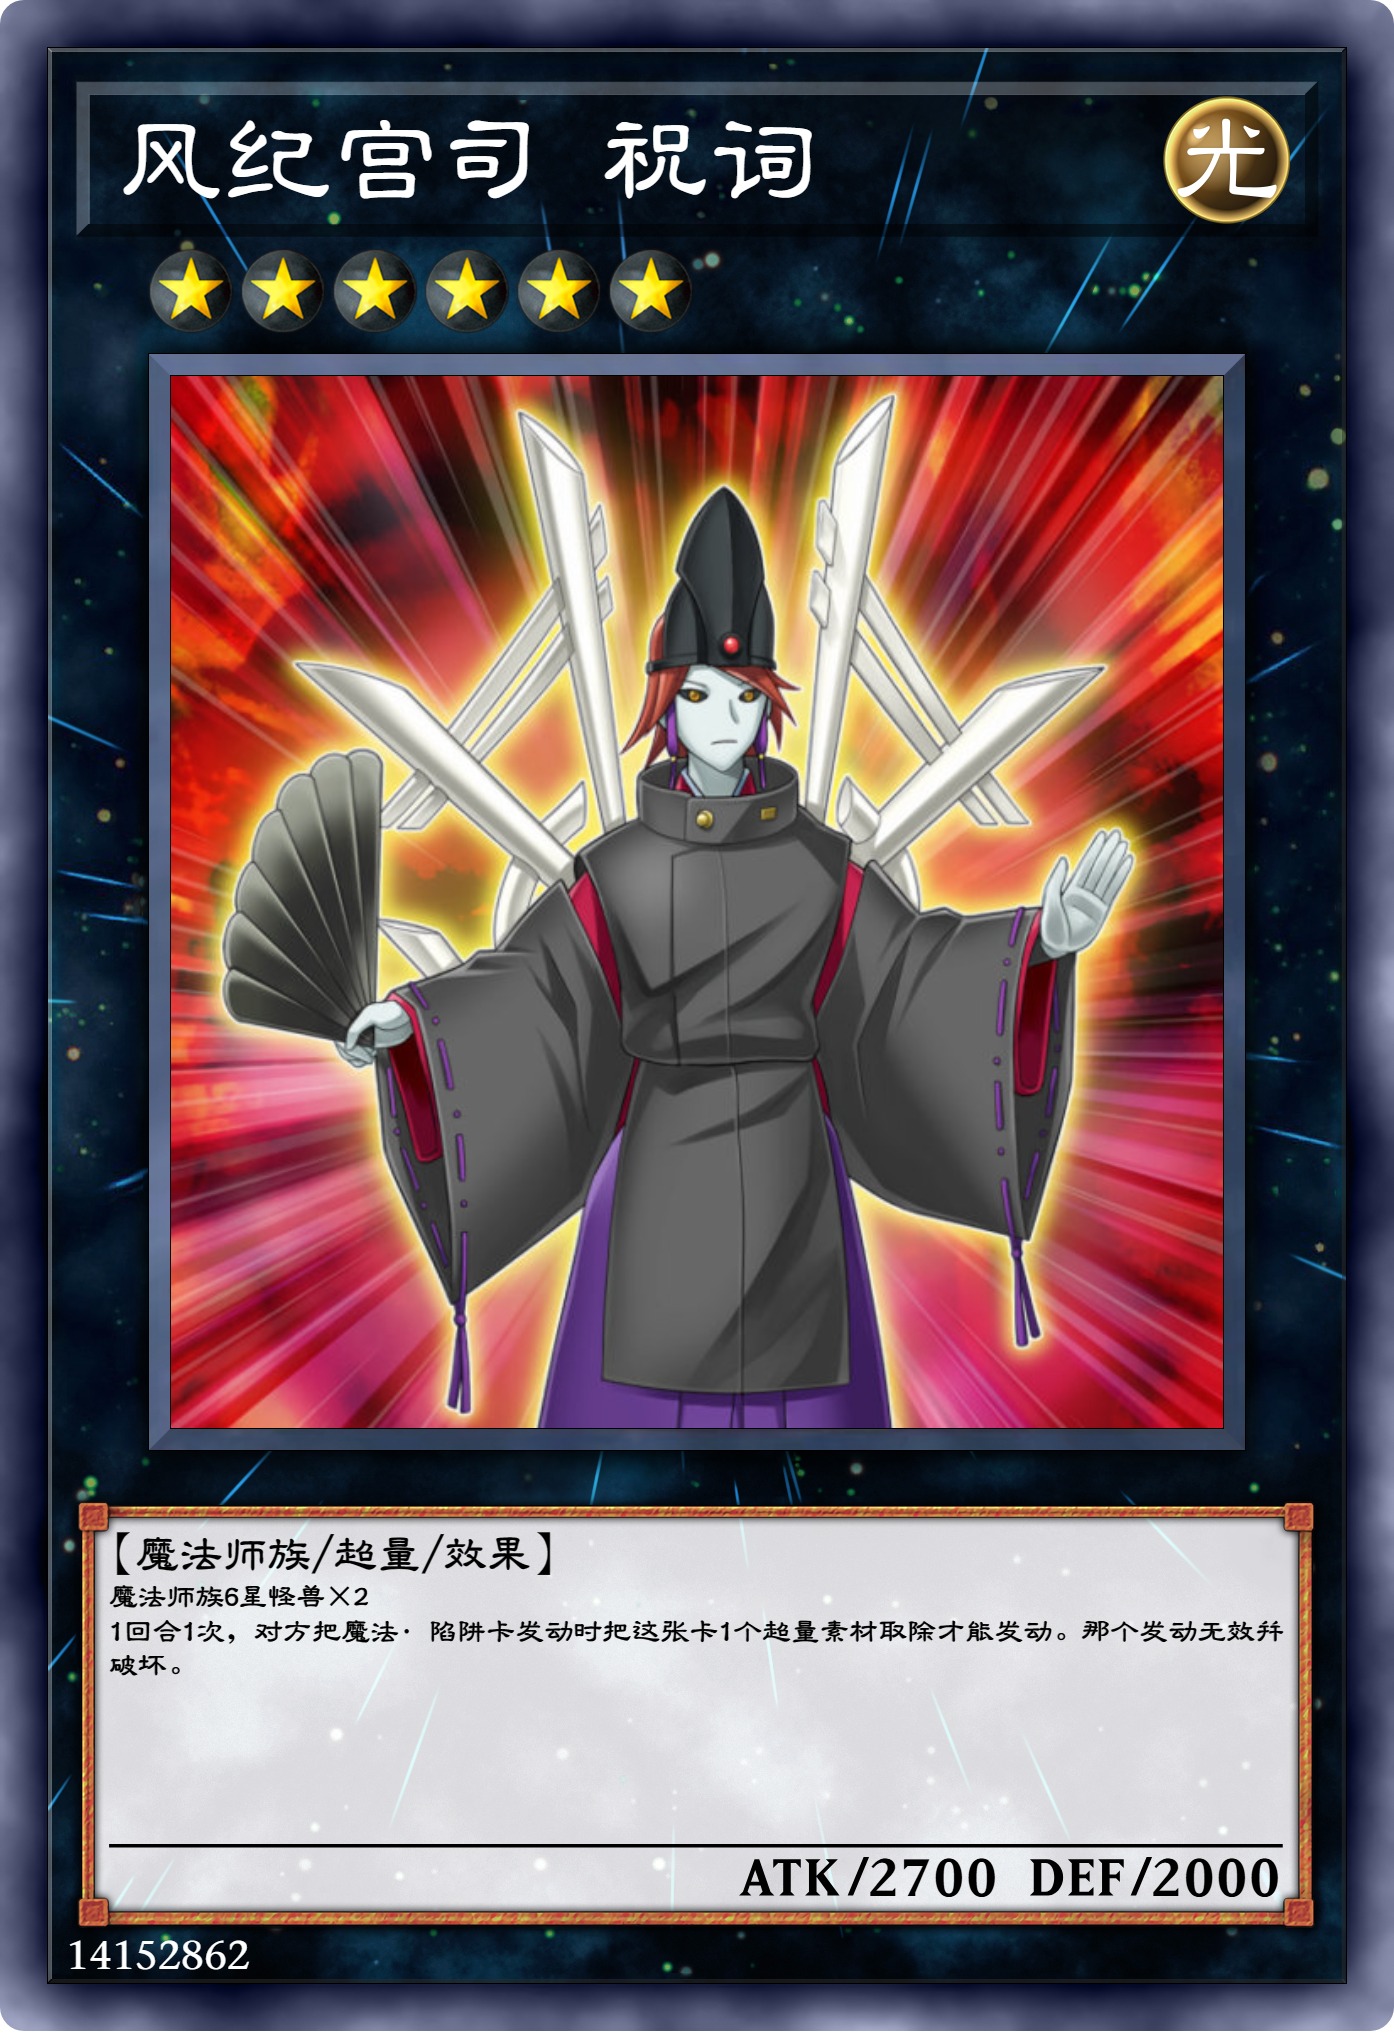 风纪宫司 祝词
光
【魔法师族/超量/效果】
魔法师族6星怪兽×2
1回合1次，对方把魔法·陷阱卡发动时把这张卡1个超量素材取除才能发动。那个发动无效并
破坏。
ATK/2700 DEF/2000
14152862